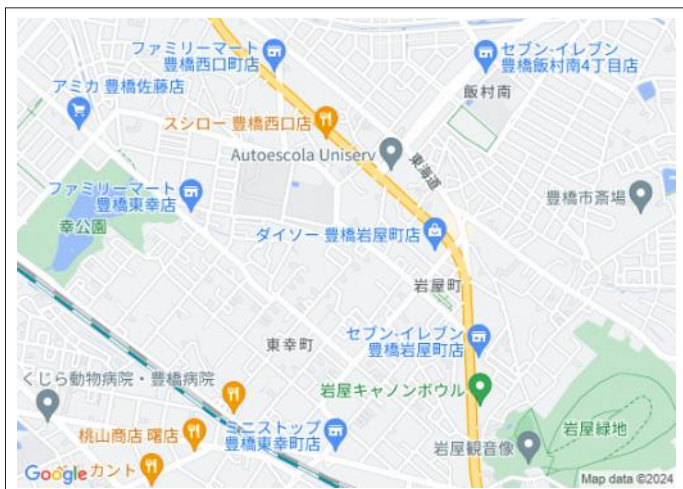 ファミリーマート
豊橋西口町店
セブン-イレブン
豊橋飯村南4丁目店
アミカ 豊橋佐藤店
飯村南
スシロー 豊橋西口店
Autoescola Uniserv
東海道
ファミリーマート
豊橋東幸店
豊橋市斎場
幸公園
ダイソー 豊橋岩屋町店
岩屋町
セブン-イレブン
豊橋岩屋町店
東幸町
くじら動物病院・豊橋病院
岩屋キャノンボウル
ミニストップ
豊橋東幸町店
桃山商店 曙店
岩屋緑地
岩屋観音像
Google
カント
Map data ©2024